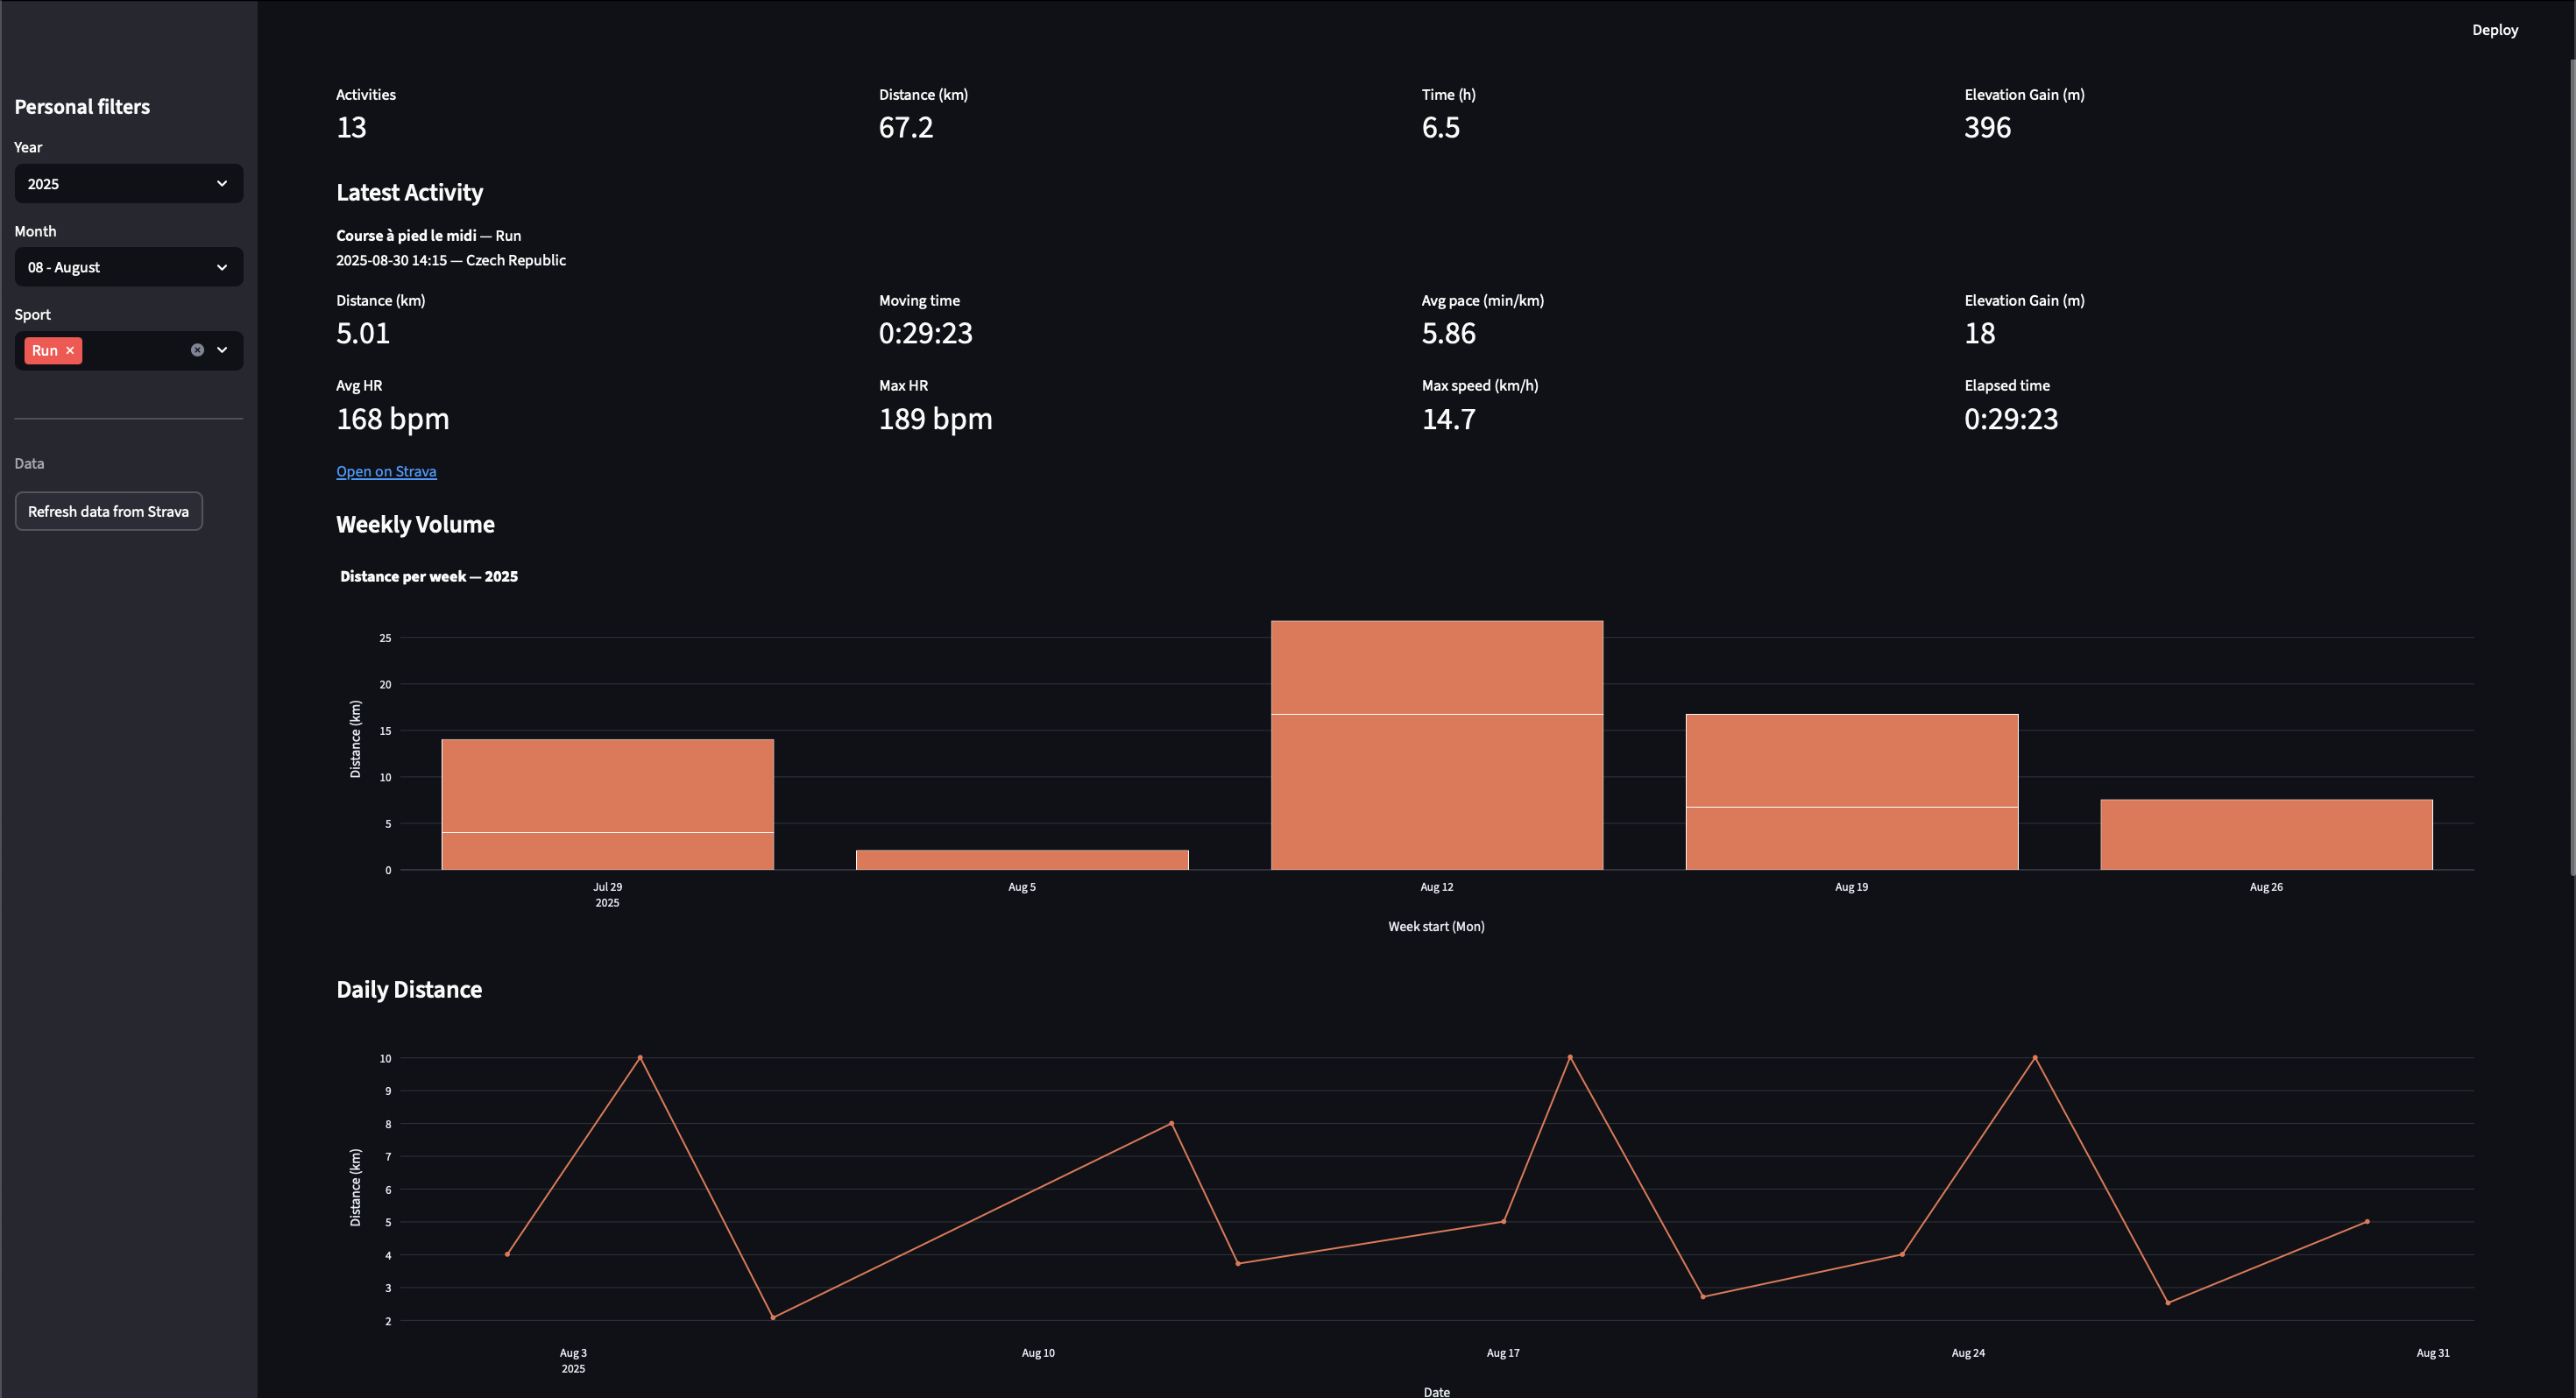 Deploy
Personal filters
Year
2025
Month
08 - August
Sport
Run ×
Data
Refresh data from Strava
Activities
13
Distance (km)
67.2
Time (h)
6.5
Elevation Gain (m)
396
Latest Activity
Course à pied le midi — Run
2025-08-30 14:15 — Czech Republic
Distance (km)
5.01
Moving time
0:29:23
Avg pace (min/km)
5.86
Elevation Gain (m)
18
Avg HR
168 bpm
Max HR
189 bpm
Max speed (km/h)
14.7
Elapsed time
0:29:23
Open on Strava
Weekly Volume
Distance per week — 2025
Distance (km)
25
20
15
10
5
0
Jul 29
2025
Aug 5
Aug 12
Aug 19
Aug 26
Week start (Mon)
Daily Distance
Distance (km)
10
9
8
7
6
5
4
3
2
Aug 3
2025
Aug 10
Aug 17
Aug 24
Aug 31
Date